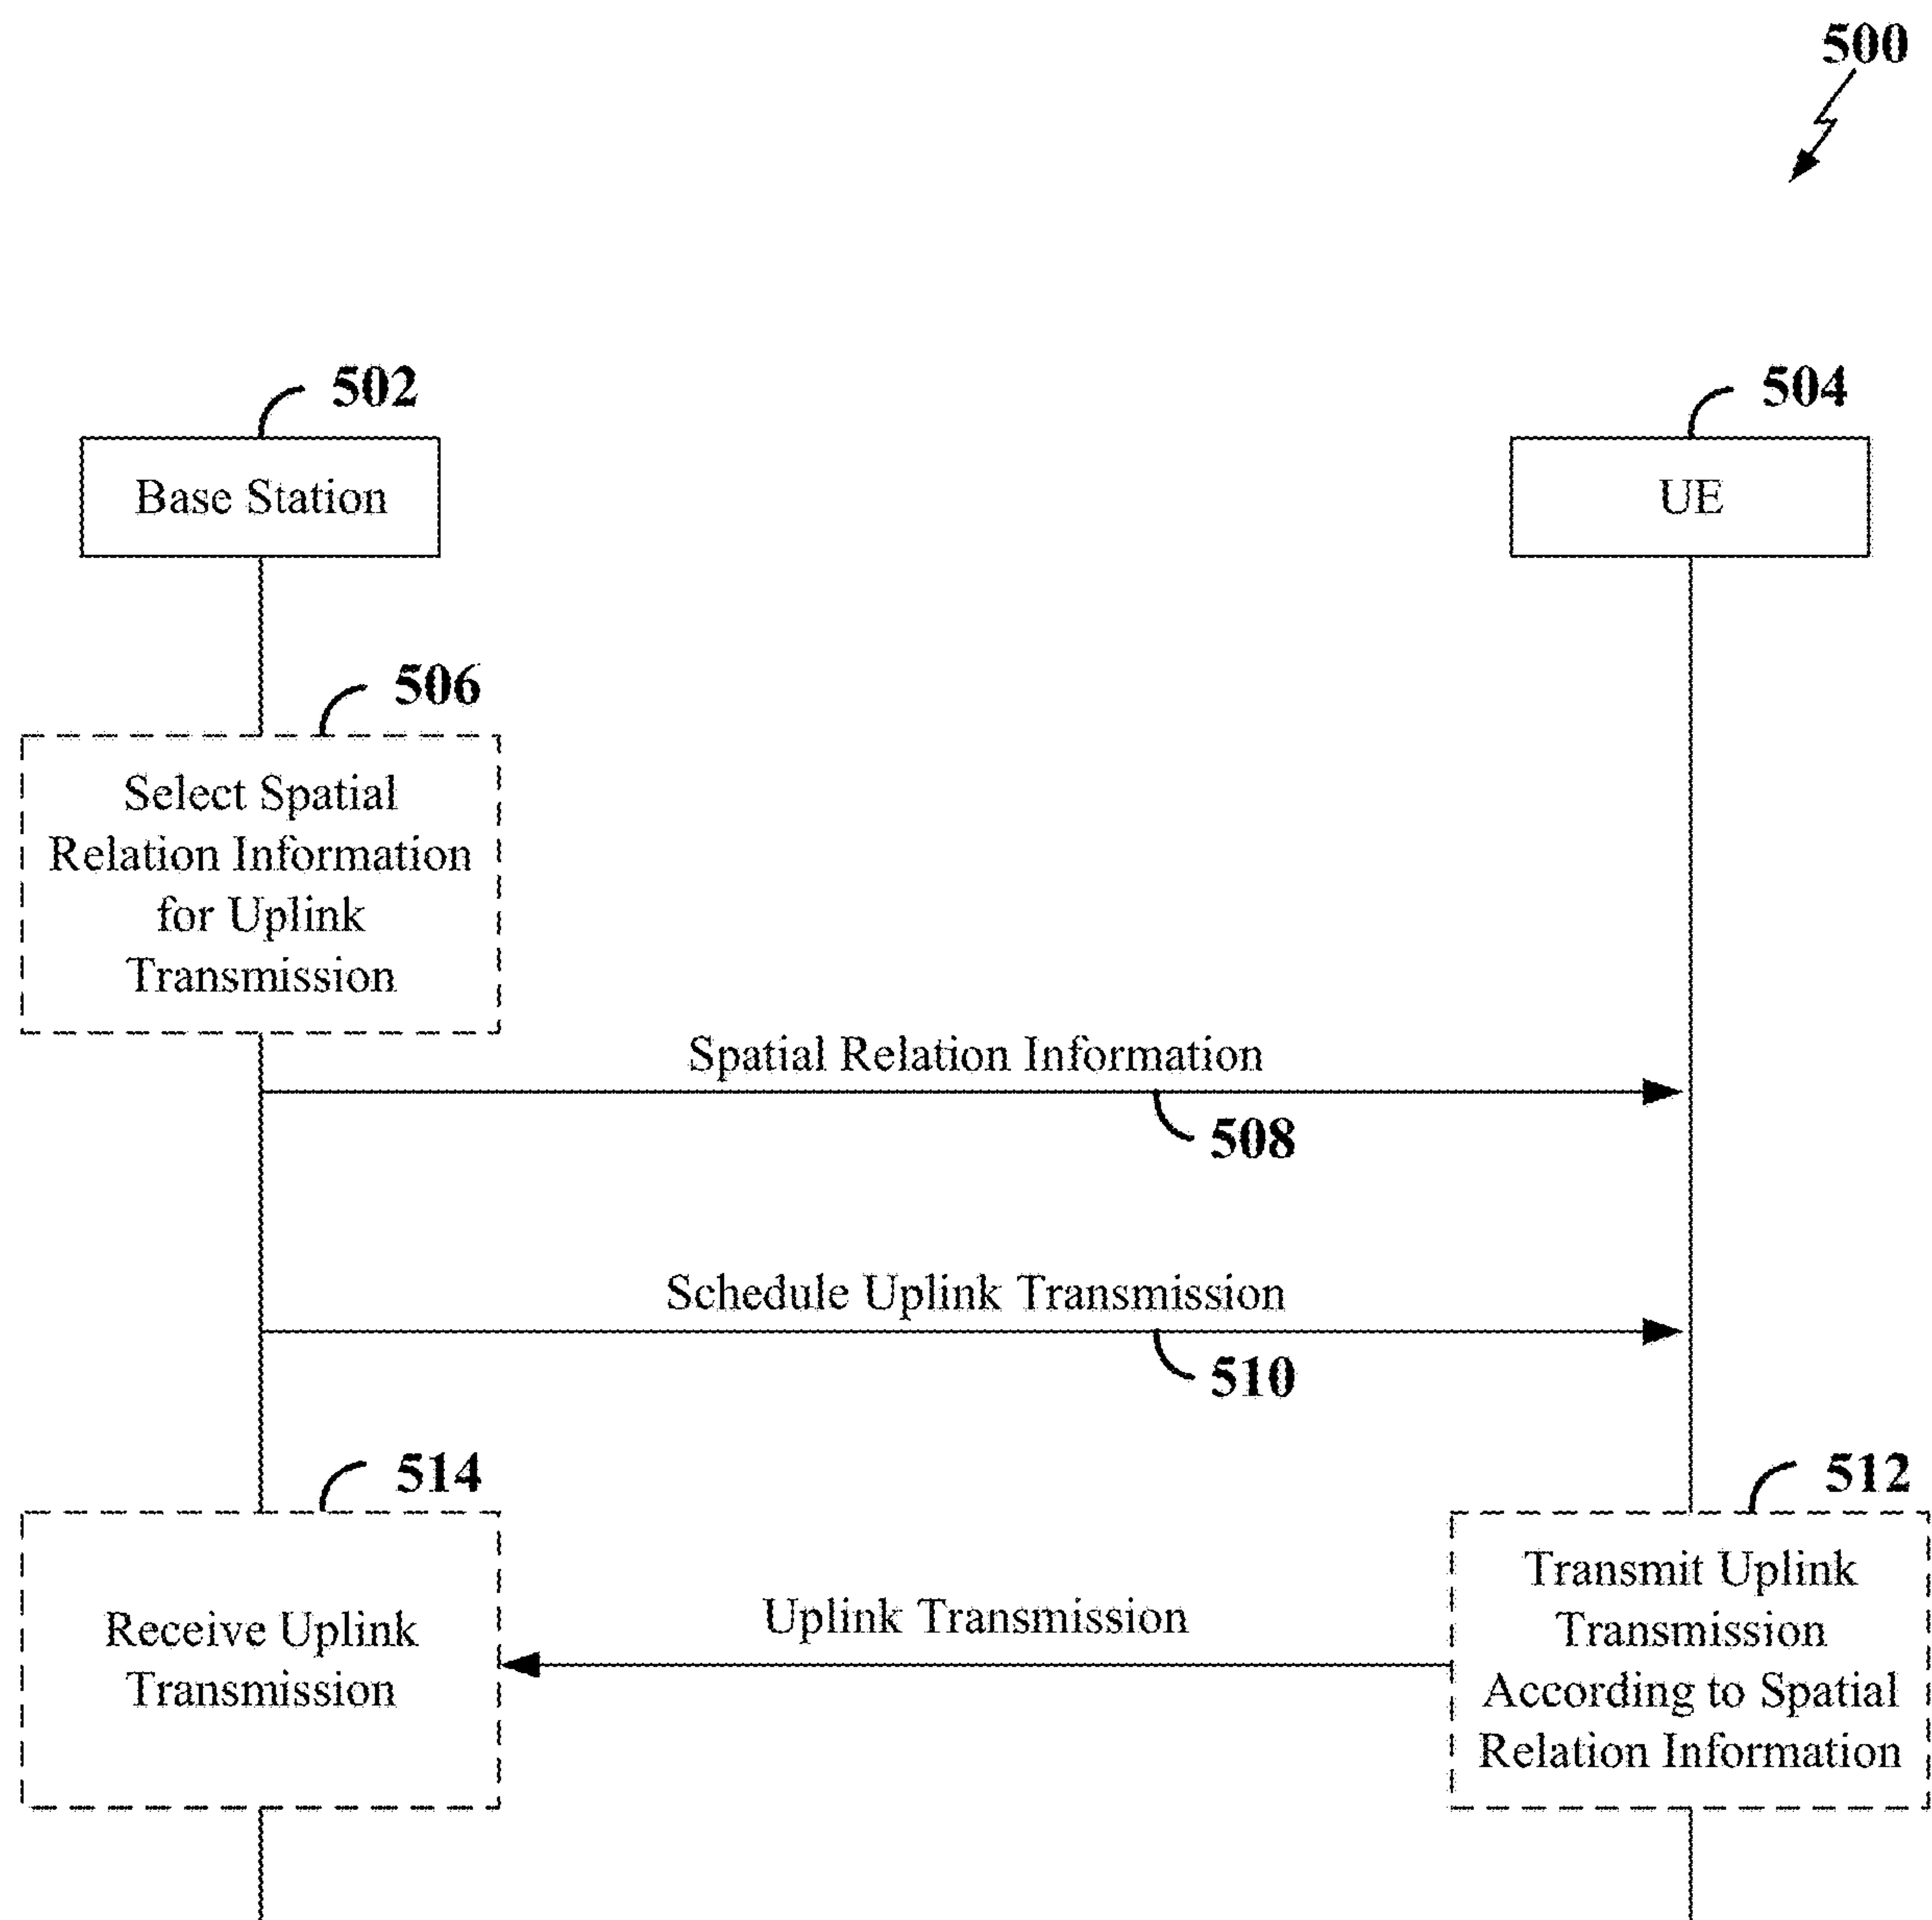 500
502
504
Base Station
UE
506
Select Spatial
Relation Information
for Uplink
Transmission
Spatial Relation Information
508
Schedule Uplink Transmission
510
514
512
Receive Uplink
Transmission
Uplink Transmission
Transmit Uplink
Transmission
According to Spatial
Relation Information